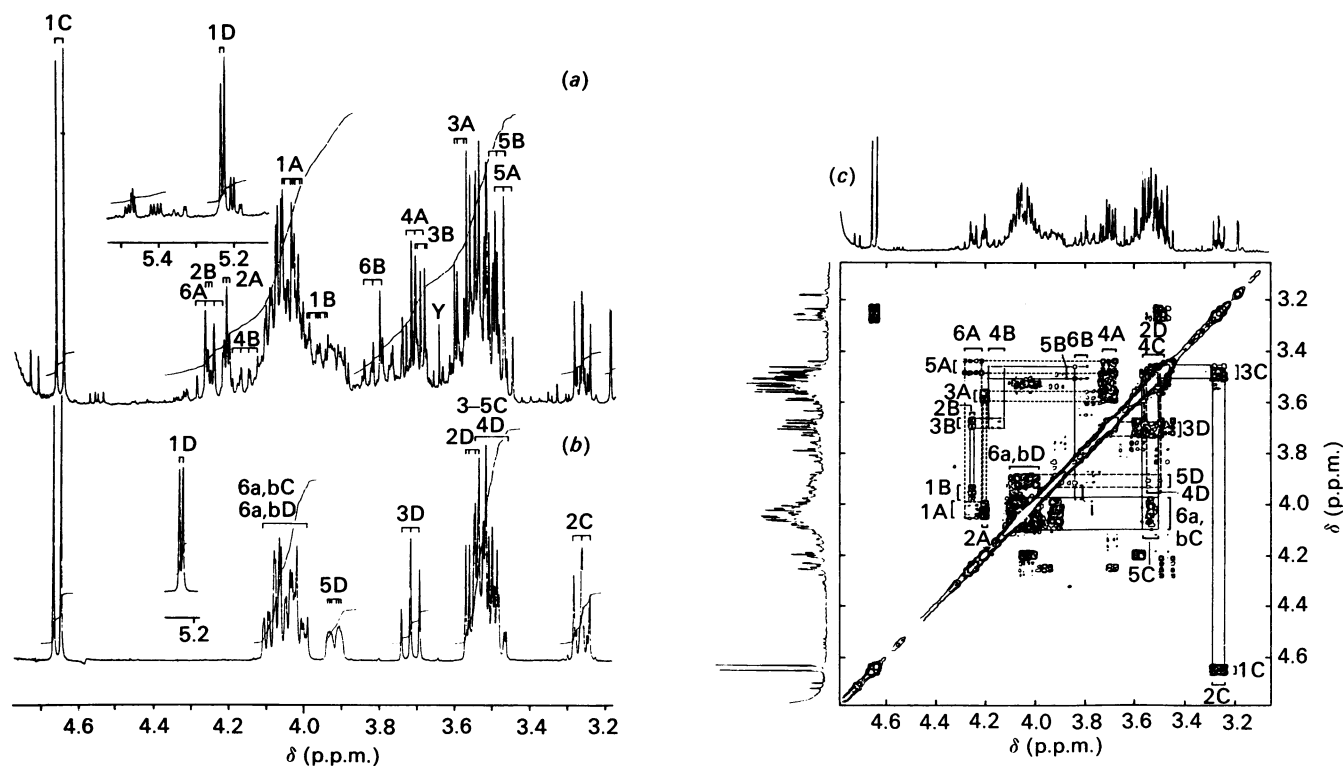 1C
1D
(a)
3A
5B
1A
5A
4A
3B
5.4
5.2
2B
2A
6A
6B
1B
Y
4B
3–5C
1D
2D
4D
(b)
6a,bC
6a,bD
3D
2C
5D
5.2
4.6
4.4
4.2
4.0
3.8
3.6
3.4
3.2
δ (p.p.m.)
(c)
3.2
6A
4B
5B
6B
4A
2D
4C
3.4
5A
3C
3A
3.6
2B
3B
3D
3.8
6a,bD
5D
1B
4D
4.0
1A
6a,
bC
2A
4.2
5C
4.4
4.6
1C
2C
4.6
4.4
4.2
4.0
3.8
3.6
3.4
3.2
δ (p.p.m.)
δ (p.p.m.)